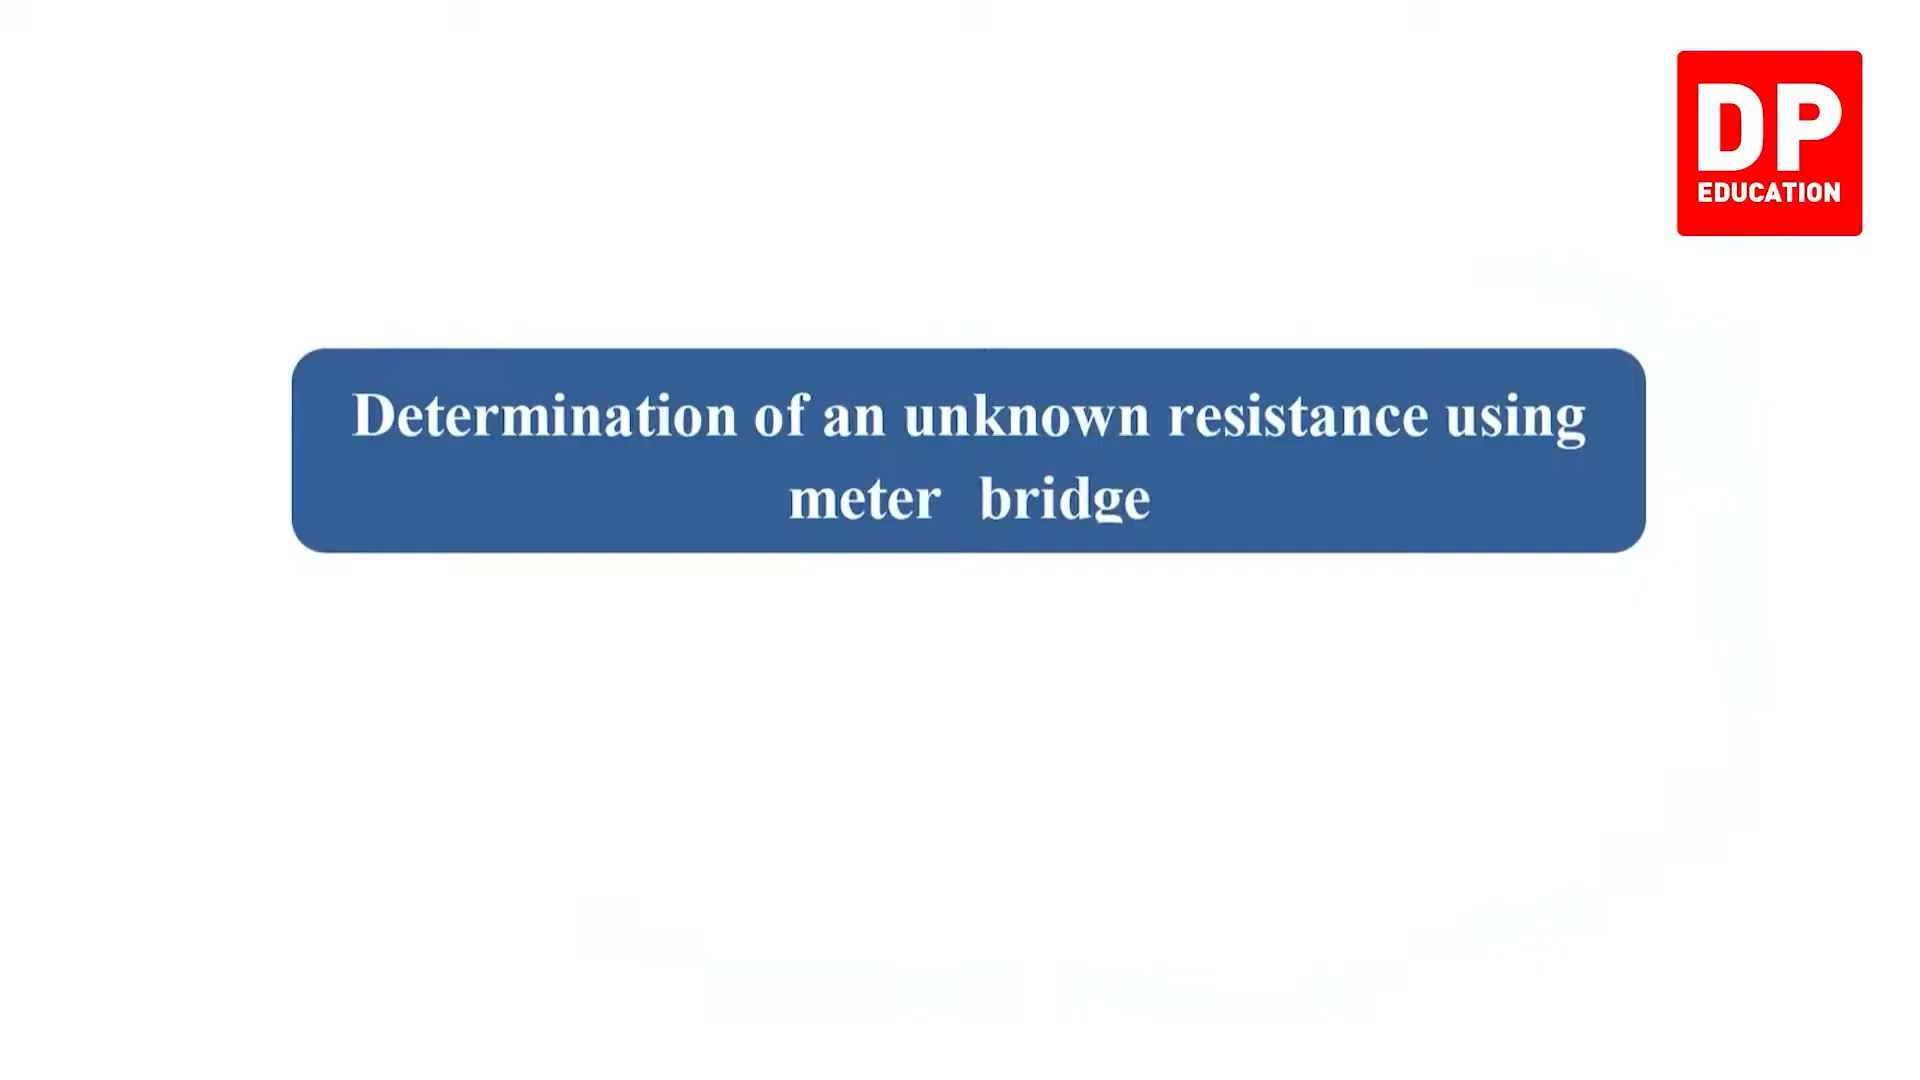 DP
EDUCATION
Determination of an unknown resistance using
meter bridge